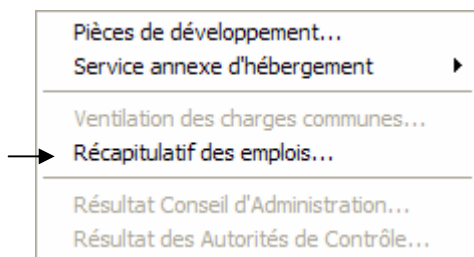 Pièces de développement...
Service annexe d'hébergement
Ventilation des charges communes...
Récapitulatif des emplois...
Résultat Conseil d'Administration...
Résultat des Autorités de Contrôle...